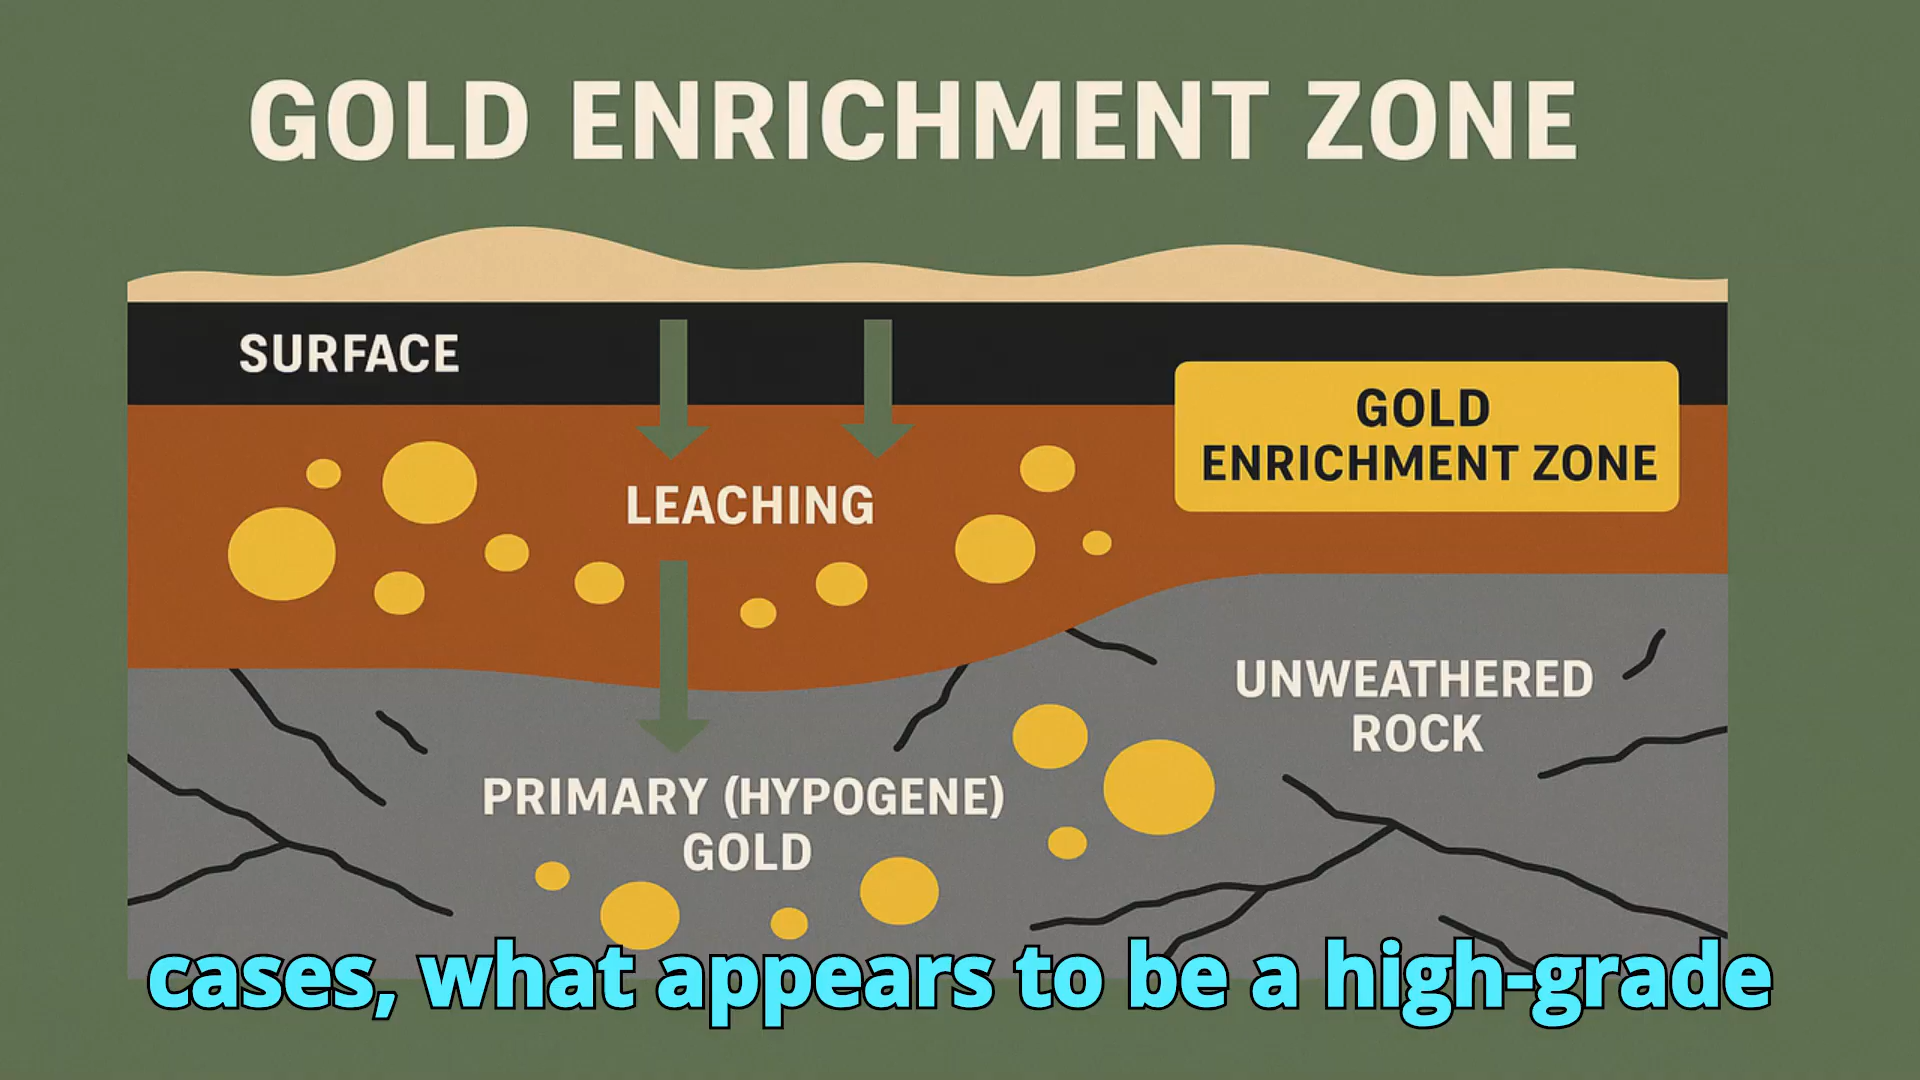 GOLD ENRICHMENT ZONE
SURFACE
GOLD
ENRICHMENT ZONE
LEACHING
UNWEATHERED
ROCK
PRIMARY (HYPOGENE)
GOLD
cases, what appears to be a high-grade